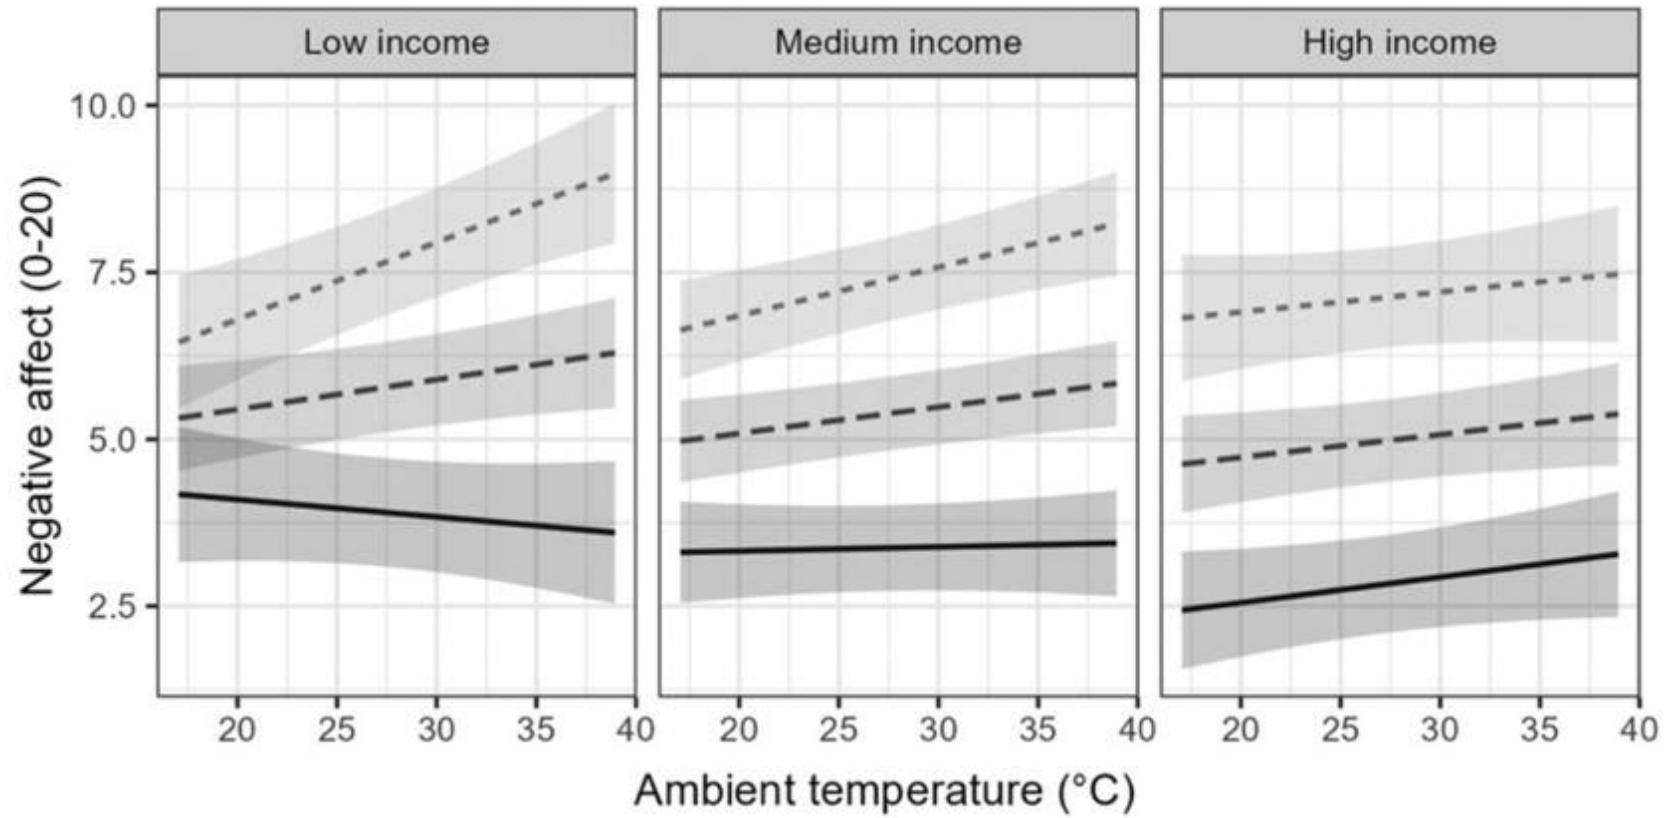 Low income Medium income High income
10.0
7.5
5.0
2.5
Negative affect (0-20)
20 25 30 35 40 20 25 30 35 40 20 25 30 35 40
Ambient temperature (°C)